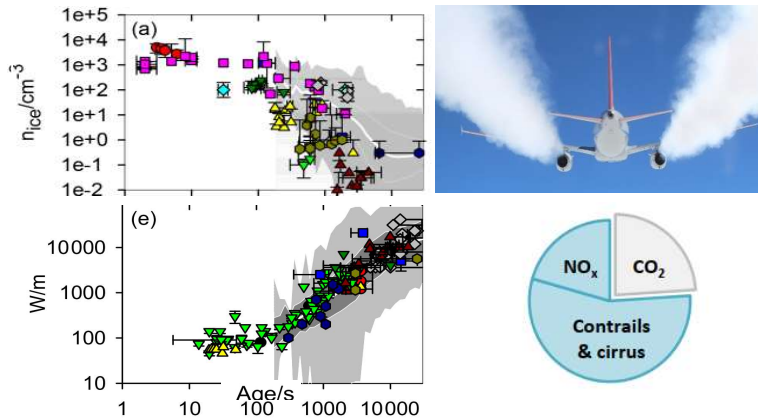 (a)
1e+5
1e+4
1e+3
1e+2
1e+1
1e+0
1e-1
1e-2
n_ice/cm⁻³
(e)
10000
1000
100
10
W/m
Age/s
1 10 100 1000 10000
NOₓ
CO₂
Contrails
& cirrus